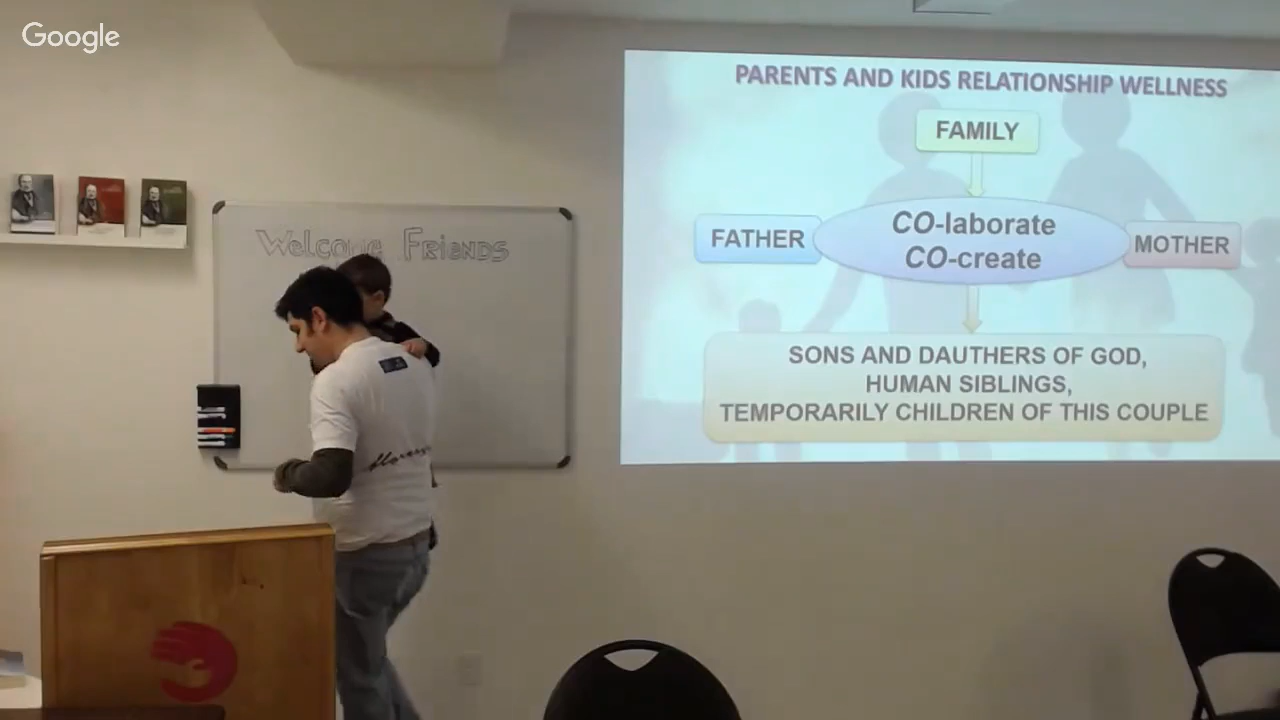 Google
PARENTS AND KIDS RELATIONSHIP WELLNESS
FAMILY
Welcome Friends
FATHER
CO-laborate
CO-create
MOTHER
SONS AND DAUTHERS OF GOD,
HUMAN SIBLINGS,
TEMPORARILY CHILDREN OF THIS COUPLE